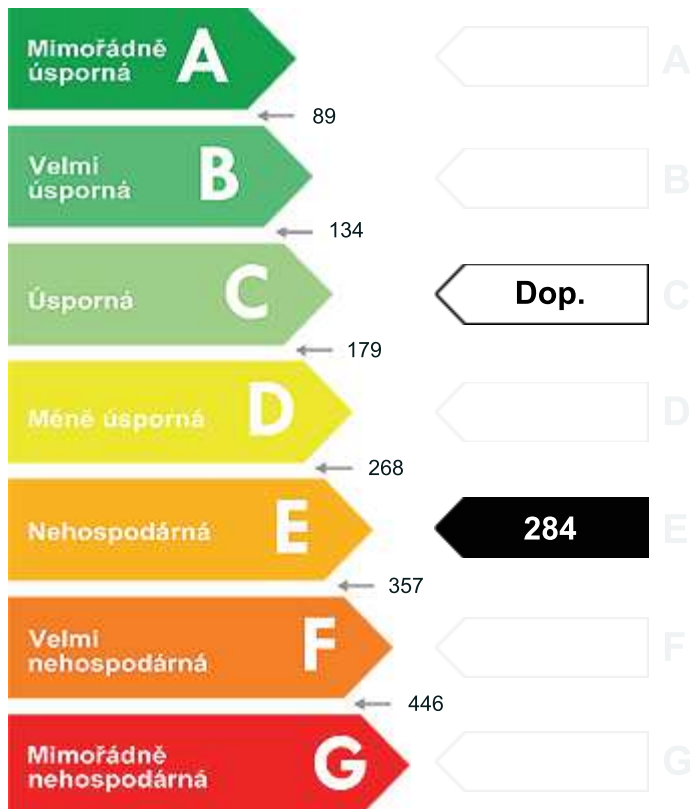 Mimořádně
úsporná
A
A
89
Velmi
úsporná
B
B
134
Úsporná
C
Dop.
C
179
Méně úsporná
D
D
268
Nehospodárná
E
284
E
357
Velmi
nehospodárná
F
F
446
Mimořádně
nehospodárná
G
G